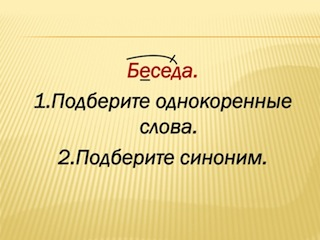 Беседа.
1.Подберите однокоренные
слова.
2.Подберите синоним.